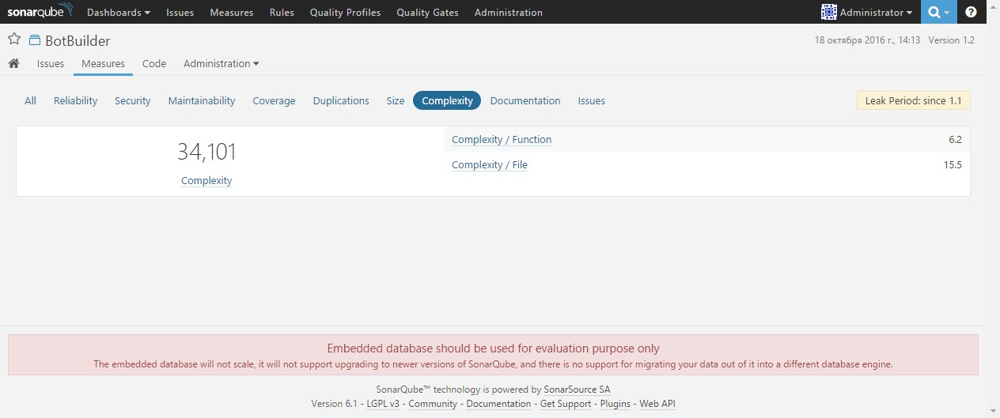 sonarqube Dashboards Issues Measures Rules Quality Profiles Quality Gates Administration Administrator ?
BotBuilder 18 октября 2016 г., 14:13 Version 1.2
Issues Measures Code Administration
All Reliability Security Maintainability Coverage Duplications Size Complexity Documentation Issues Leak Period: since 1.1
34,101
Complexity
Complexity / Function 6.2
Complexity / File 15.5
Embedded database should be used for evaluation purpose only
The embedded database will not scale, it will not support upgrading to newer versions of SonarQube, and there is no support for migrating your data out of it into a different database engine.
SonarQube™ technology is powered by SonarSource SA
Version 6.1 - LGPL v3 - Community - Documentation - Get Support - Plugins - Web API